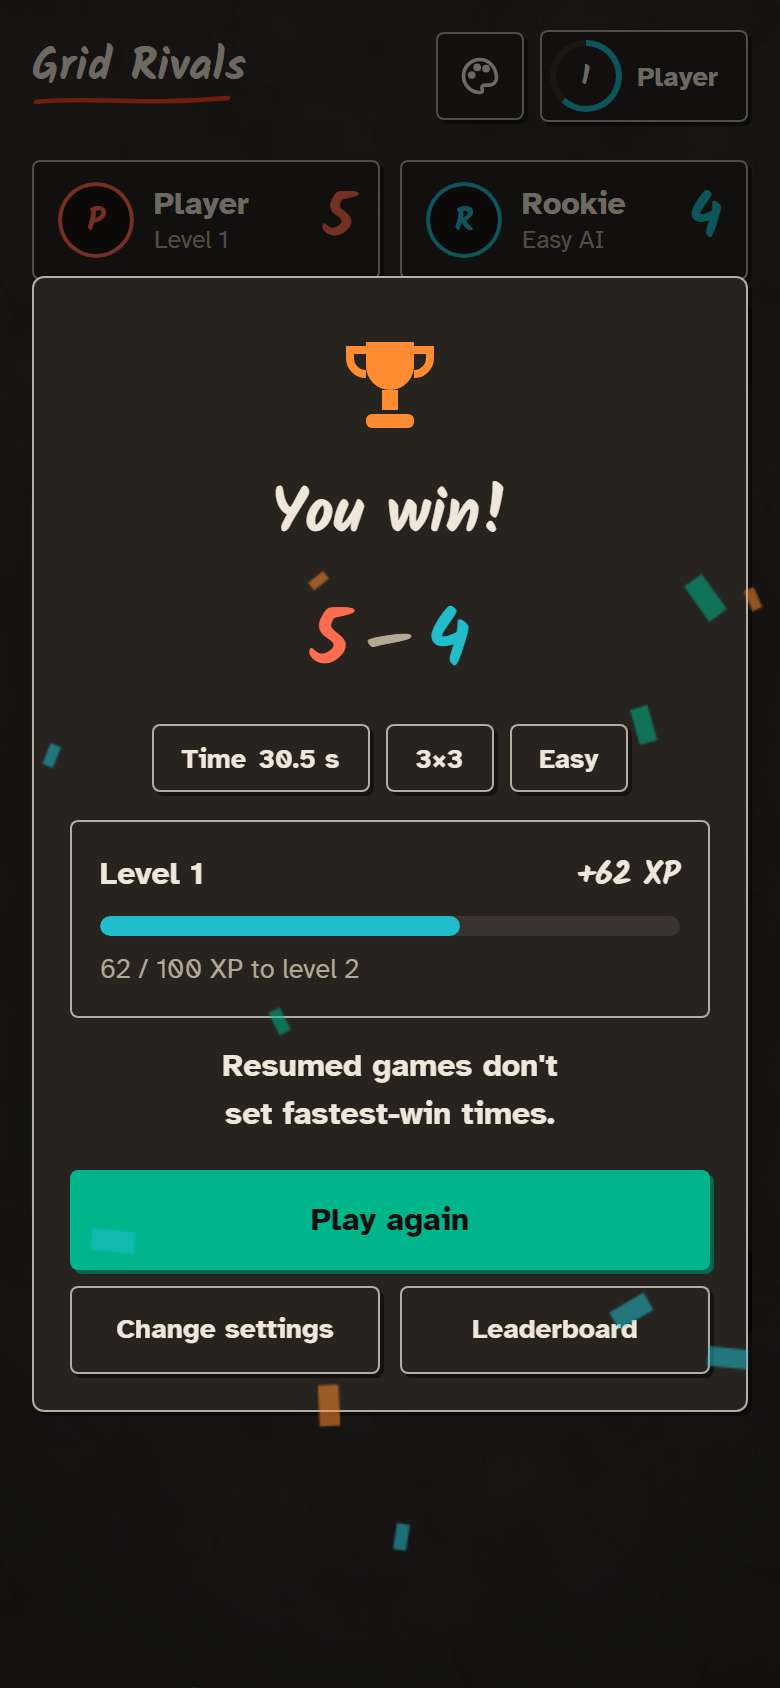 Grid Rivals
1 Player
P Player 5
Level 1
R Rookie 4
Easy AI
You win!
5 – 4
Time 30.5 s
3×3
Easy
Level 1 +62 XP
62 / 100 XP to level 2
Resumed games don't
set fastest-win times.
Play again
Change settings
Leaderboard